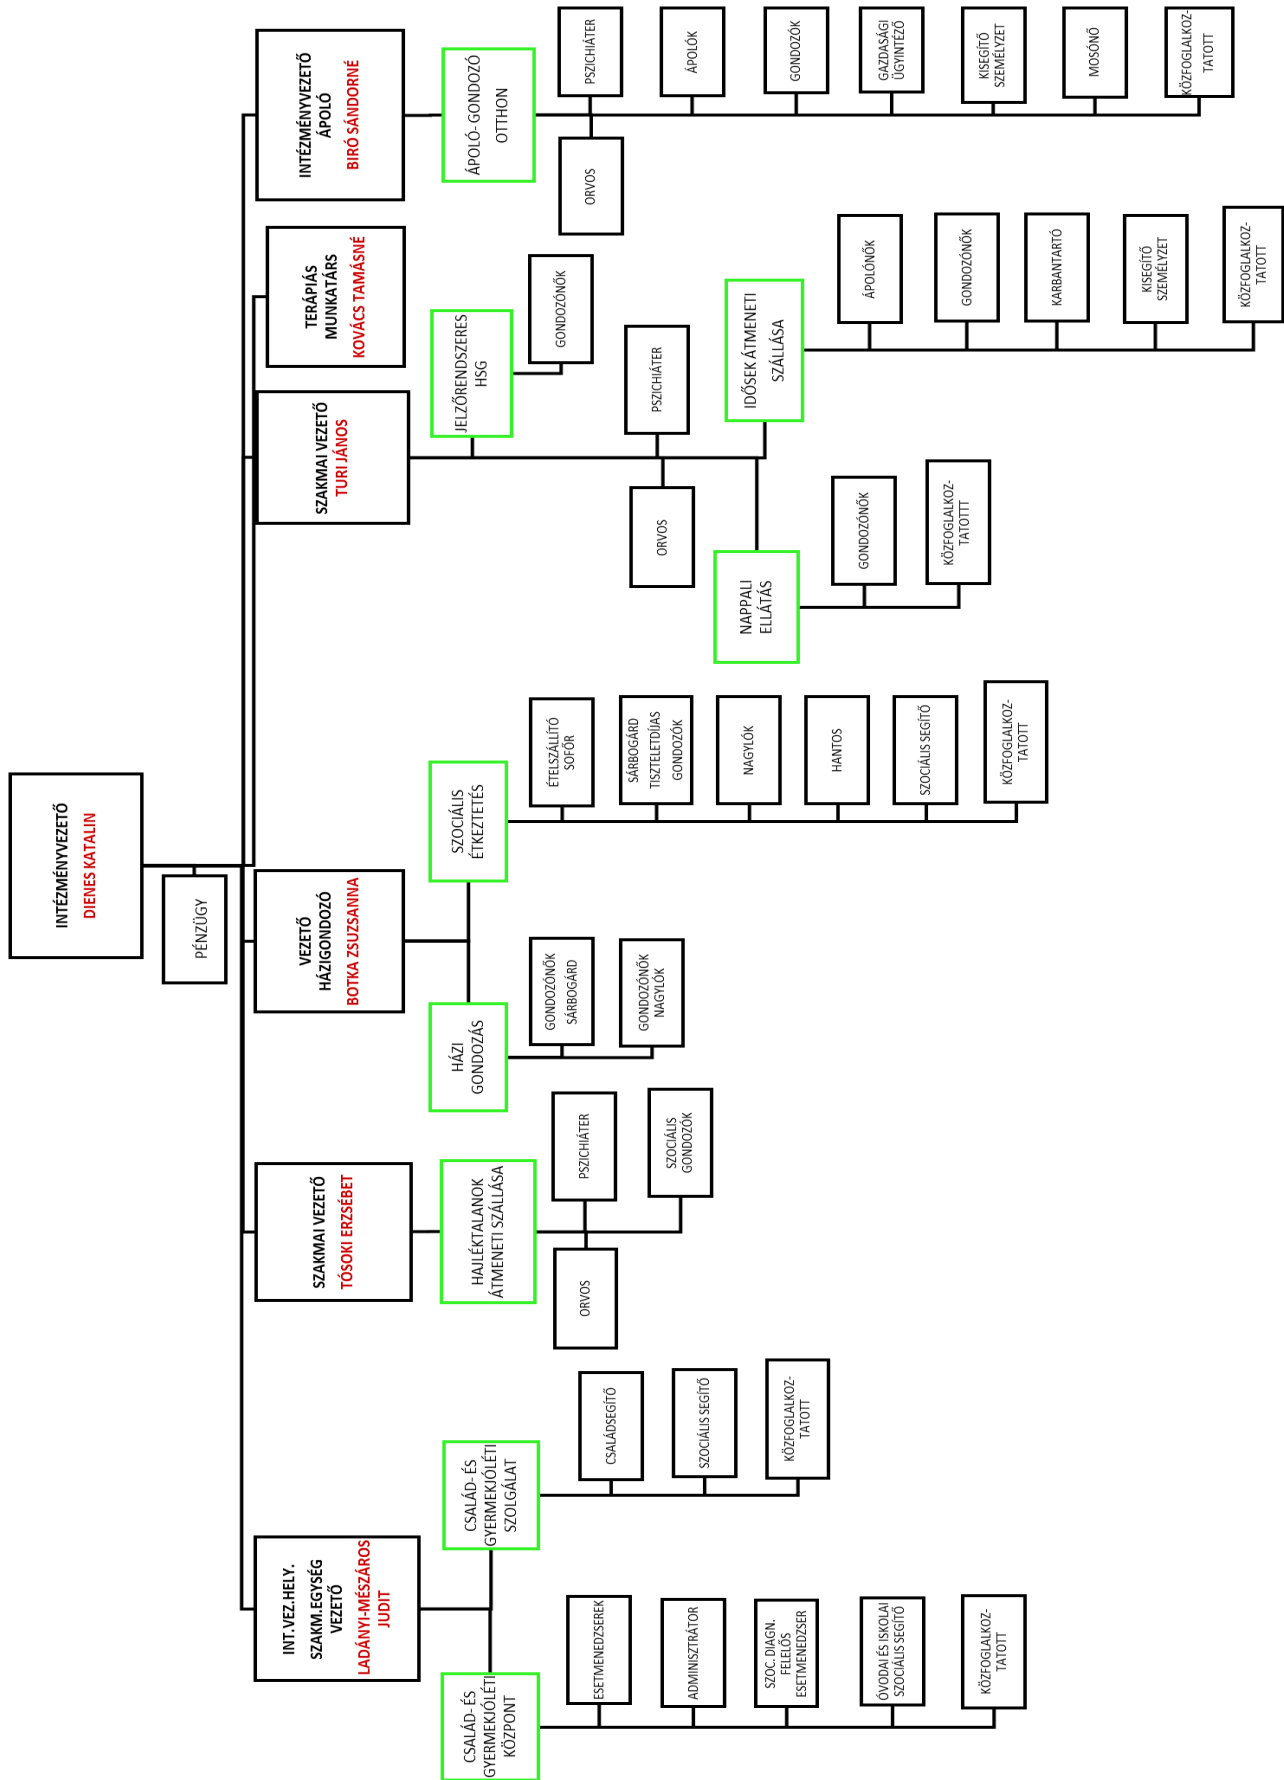 INTÉZMÉNYVEZETŐ
DIENES KATALIN
PÉNZÜGY
INT.VEZ.HELY.
SZAKM.EGYSÉG
VEZETŐ
LADÁNYI-MÉSZÁROS
JUDIT
SZAKMAI VEZETŐ
TÓSOKI ERZSÉBET
VEZETŐ
HÁZIGONDOZÓ
BOTKA ZSUZSANNA
SZAKMAI VEZETŐ
TURI JÁNOS
TERÁPIÁS
MUNKATÁRS
KOVÁCS TAMÁSNÉ
INTÉZMÉNYVEZETŐ
ÁPOLÓ
BIRÓ SÁNDORNÉ
CSALÁD- ÉS
GYERMEKJÓLÉTI
KÖZPONT
ESETMENEDZSEREK
ADMINISZTRÁTOR
SZOC. DIAGN.
FELELŐS
ESETMENEDZSER
ÓVODAI ÉS ISKOLAI
SZOCIÁLIS SEGÍTŐ
KÖZFOGLALKOZ-
TATOTT
CSALÁD- ÉS
GYERMEKJÓLÉTI
SZOLGÁLAT
CSALÁDSEGÍTŐ
SZOCIÁLIS SEGÍTŐ
KÖZFOGLALKOZ-
TATOTT
HAJLÉKTALANOK
ÁTMENETI SZÁLLÁSA
ORVOS
PSZICHIÁTER
SZOCIÁLIS
GONDOZÓK
HÁZI
GONDOZÁS
GONDOZÓNŐK
SÁRBOGÁRD
GONDOZÓNŐK
NAGYLÓK
SZOCIÁLIS
ÉTKEZTETÉS
ÉTELSZÁLLÍTÓ
SOFŐR
SÁRBOGÁRD
TISZTELETDÍJAS
GONDOZÓK
NAGYLÓK
HANTOS
SZOCIÁLIS SEGÍTŐ
KÖZFOGLALKOZ-
TATOTT
JELZŐRENDSZERES
HSG
GONDOZÓNŐK
ORVOS
PSZICHIÁTER
NAPPALI
ELLÁTÁS
GONDOZÓNŐK
KÖZFOGLALKOZ-
TATOTTT
IDŐSEK ÁTMENETI
SZÁLLÁSA
ÁPOLÓNŐK
GONDOZÓNŐK
KARBANTARTÓ
KISEGÍTŐ
SZEMÉLYZET
KÖZFOGLALKOZ-
TATOTT
ÁPOLÓ- GONDOZÓ
OTTHON
ORVOS
PSZICHIÁTER
ÁPOLÓK
GONDOZÓK
GAZDASÁGI
ÜGYINTÉZŐ
KISEGÍTŐ
SZEMÉLYZET
MOSÓNŐ
KÖZFOGLALKOZ-
TATOTT